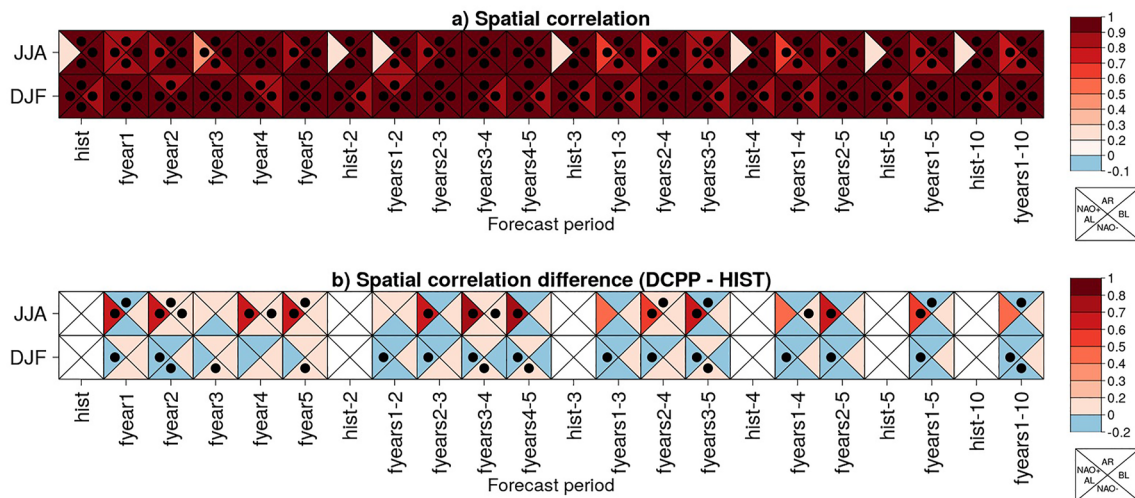 a) Spatial correlation
JJA
DJF
hist
fyear1
fyear2
fyear3
fyear4
fyear5
hist-2
fyears1-2
fyears2-3
fyears3-4
fyears4-5
hist-3
fyears1-3
fyears2-4
fyears3-5
hist-4
fyears1-4
fyears2-5
hist-5
fyears1-5
hist-10
fyears1-10
Forecast period
1
0.9
0.8
0.7
0.6
0.5
0.4
0.3
0.2
0
-0.1
AR
NAO+
AL
BL
NAO-
b) Spatial correlation difference (DCPP - HIST)
JJA
DJF
hist
fyear1
fyear2
fyear3
fyear4
fyear5
hist-2
fyears1-2
fyears2-3
fyears3-4
fyears4-5
hist-3
fyears1-3
fyears2-4
fyears3-5
hist-4
fyears1-4
fyears2-5
hist-5
fyears1-5
hist-10
fyears1-10
Forecast period
1
0.9
0.8
0.7
0.6
0.5
0.4
0.3
0.2
0
-0.2
AR
NAO+
AL
BL
NAO-